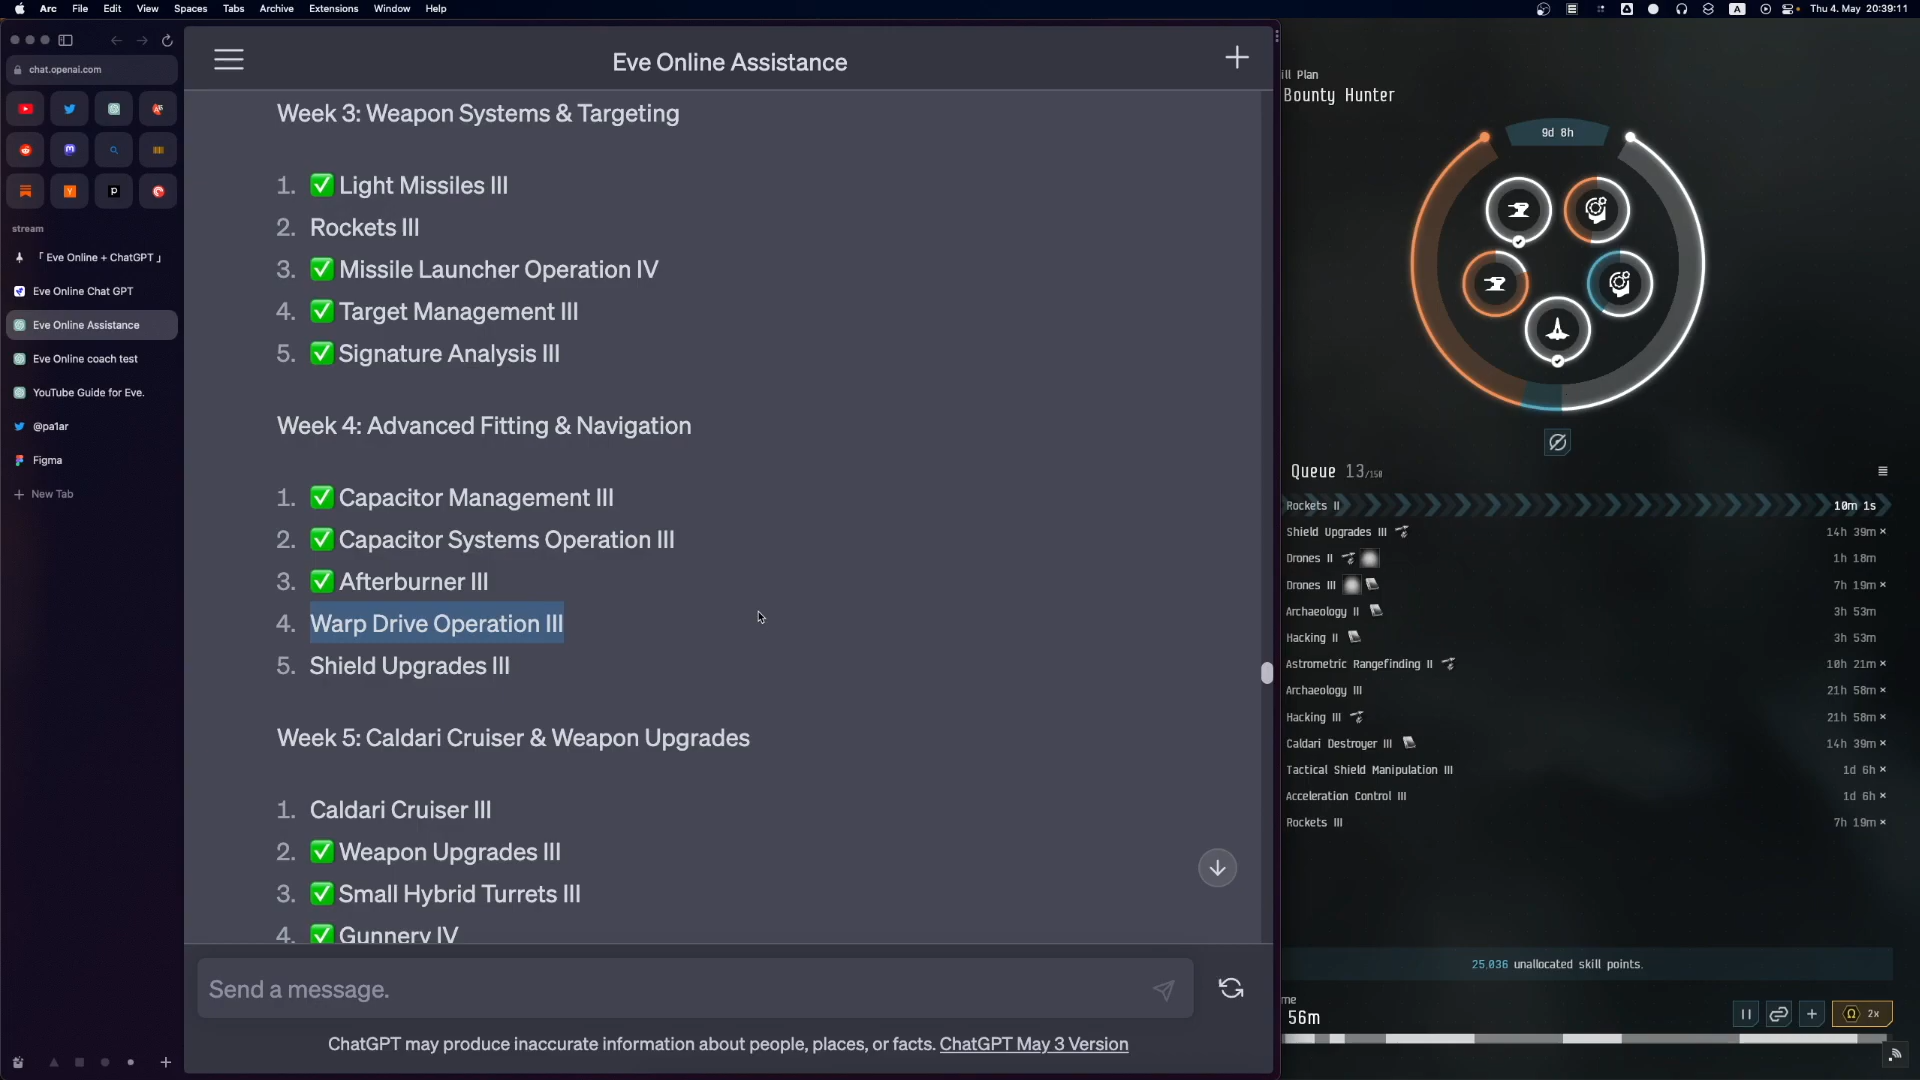 Arc File Edit View Spaces Tabs Archive Extensions Window Help
A Thu 4. May 20:39:11
chat.openai.com
stream
「 Eve Online + ChatGPT 」
Eve Online Chat GPT
Eve Online Assistance
Eve Online coach test
YouTube Guide for Eve.
@pa1ar
Figma
New Tab
Eve Online Assistance
Week 3: Weapon Systems & Targeting
1. ✅ Light Missiles III
2. Rockets III
3. ✅ Missile Launcher Operation IV
4. ✅ Target Management III
5. ✅ Signature Analysis III
Week 4: Advanced Fitting & Navigation
1. ✅ Capacitor Management III
2. ✅ Capacitor Systems Operation III
3. ✅ Afterburner III
4. Warp Drive Operation III
5. Shield Upgrades III
Week 5: Caldari Cruiser & Weapon Upgrades
1. Caldari Cruiser III
2. ✅ Weapon Upgrades III
3. ✅ Small Hybrid Turrets III
4. ✅ Gunnery IV
Send a message.
ChatGPT may produce inaccurate information about people, places, or facts. ChatGPT May 3 Version
ill Plan
Bounty Hunter
9d 8h
Queue 13/150
Rockets II 10m 1s
Shield Upgrades III 14h 39m ×
Drones II 1h 18m
Drones III 7h 19m ×
Archaeology II 3h 53m
Hacking II 3h 53m
Astrometric Rangefinding II 10h 21m ×
Archaeology III 21h 58m ×
Hacking III 21h 58m ×
Caldari Destroyer III 14h 39m ×
Tactical Shield Manipulation III 1d 6h ×
Acceleration Control III 1d 6h ×
Rockets III 7h 19m ×
25,036 unallocated skill points.
me
56m
2x